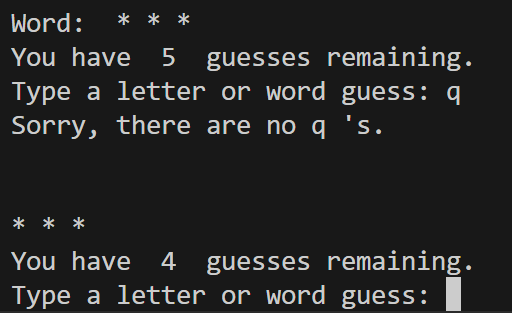 Word:  * * *
You have  5  guesses remaining.
Type a letter or word guess: q
Sorry, there are no q 's.
* * *
You have  4  guesses remaining.
Type a letter or word guess: